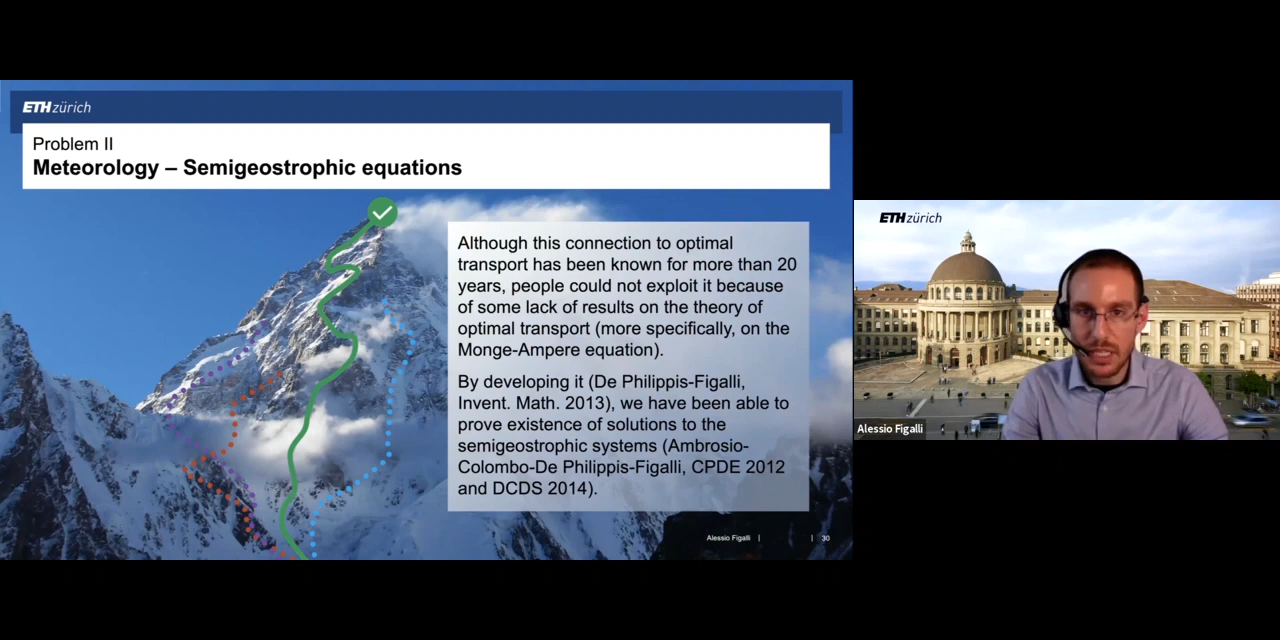 ETH zürich
Problem II
Meteorology – Semigeostrophic equations
Although this connection to optimal
transport has been known for more than 20
years, people could not exploit it because
of some lack of results on the theory of
optimal transport (more specifically, on the
Monge-Ampere equation).
By developing it (De Philippis-Figalli,
Invent. Math. 2013), we have been able to
prove existence of solutions to the
semigeostrophic systems (Ambrosio-
Colombo-De Philippis-Figalli, CPDE 2012
and DCDS 2014).
Alessio Figalli | | 30
ETH zürich
Alessio Figalli